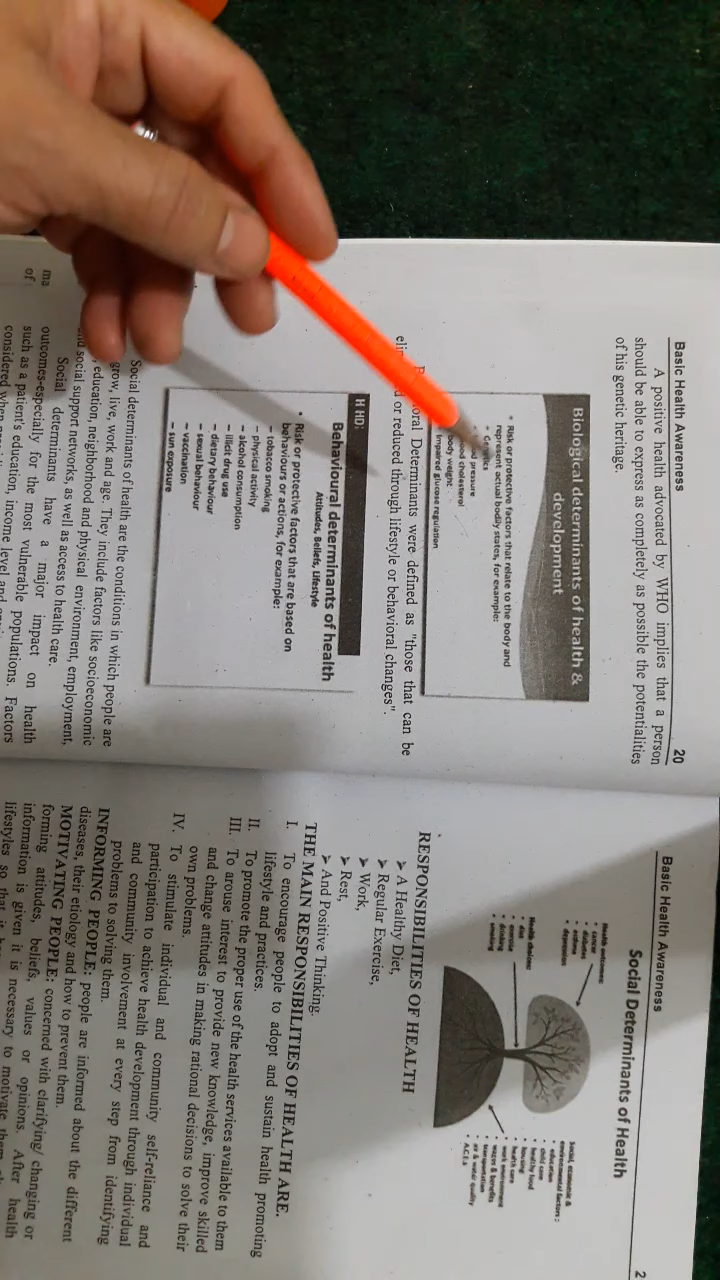 Basic Health Awareness 20
A positive health advocated by WHO implies that a person
should be able to express as completely as possible the potentialities
of his genetic heritage.
Biological determinants of health &
development
• Risk or protective factors that relate to the body and
represent actual bodily states, for example:
pressure
cholesterol
body weight
impaired glucose regulation
Determinants were defined as "those that can be
or reduced through lifestyle or behavioral changes".
H HD:
Behavioural determinants of health
Attitudes, Beliefs, Lifestyle
• Risk or protective factors that are based on
behaviours or actions, for example:
– tobacco smoking
– physical activity
– alcohol consumption
– illicit drug use
– dietary behaviour
– sexual behaviour
– vaccination
– sun exposure
Social determinants of health are the conditions in which people are
grow, live, work and age. They include factors like socioeconomic
, education, neighborhood and physical environment, employment,
social support networks, as well as access to health care.
Social determinants have a major impact on health
outcomes-especially for the most vulnerable populations. Factors
such as a patient's education, income level and
considered when
Basic Health Awareness 2
Social Determinants of Health
Health outcomes:
• cancer
• diabetes
• asthma
• depression
Health choices:
• diet
• exercise
• drinking
• smoking
Social, economic &
environmental factors:
• education
• child care
• healthy food
• housing
• health care
• work environment
• wages & benefits
• transportation
• air & water quality
RESPONSIBILITIES OF HEALTH
➢ A Healthy Diet,
➢ Regular Exercise,
➢ Work,
➢ Rest,
➢ And Positive Thinking.
THE MAIN RESPONSIBILITIES OF HEALTH ARE.
I. To encourage people to adopt and sustain health promoting
lifestyle and practices.
II. To promote the proper use of the health services available to them
III. To arouse interest to provide new knowledge, improve skilled
and change attitudes in making rational decisions to solve their
own problems.
IV. To stimulate individual and community self-reliance and
participation to achieve health development through individual
and community involvement at every step from identifying
problems to solving them.
INFORMING PEOPLE: people are informed about the different
diseases, their etiology and how to prevent them.
MOTIVATING PEOPLE: concerned with clarifying/ changing or
forming attitudes, beliefs, values or opinions. After health
information is given it is necessary to motivate them
lifestyles so that it